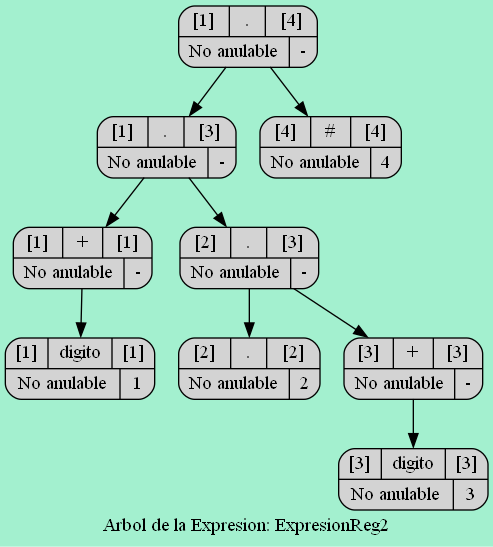 [1] . [4]
No anulable -
[1] . [3]
No anulable -
[4] # [4]
No anulable 4
[1] + [1]
No anulable -
[2] . [3]
No anulable -
[1] digito [1]
No anulable 1
[2] . [2]
No anulable 2
[3] + [3]
No anulable -
[3] digito [3]
No anulable 3
Arbol de la Expresion: ExpresionReg2